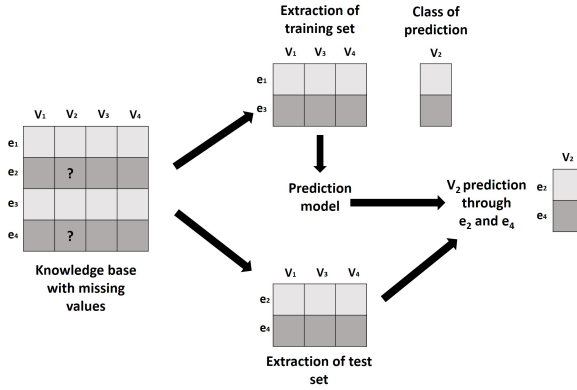 Extraction of
training set
Class of
prediction
V₁ V₃ V₄
V₂
e₁
e₃
V₁ V₂ V₃ V₄
e₁
e₂ ?
e₃
e₄ ?
Knowledge base
with missing
values
Prediction
model
V₂ prediction
through
e₂ and e₄
V₂
e₂
e₄
V₁ V₃ V₄
e₂
e₄
Extraction of test
set